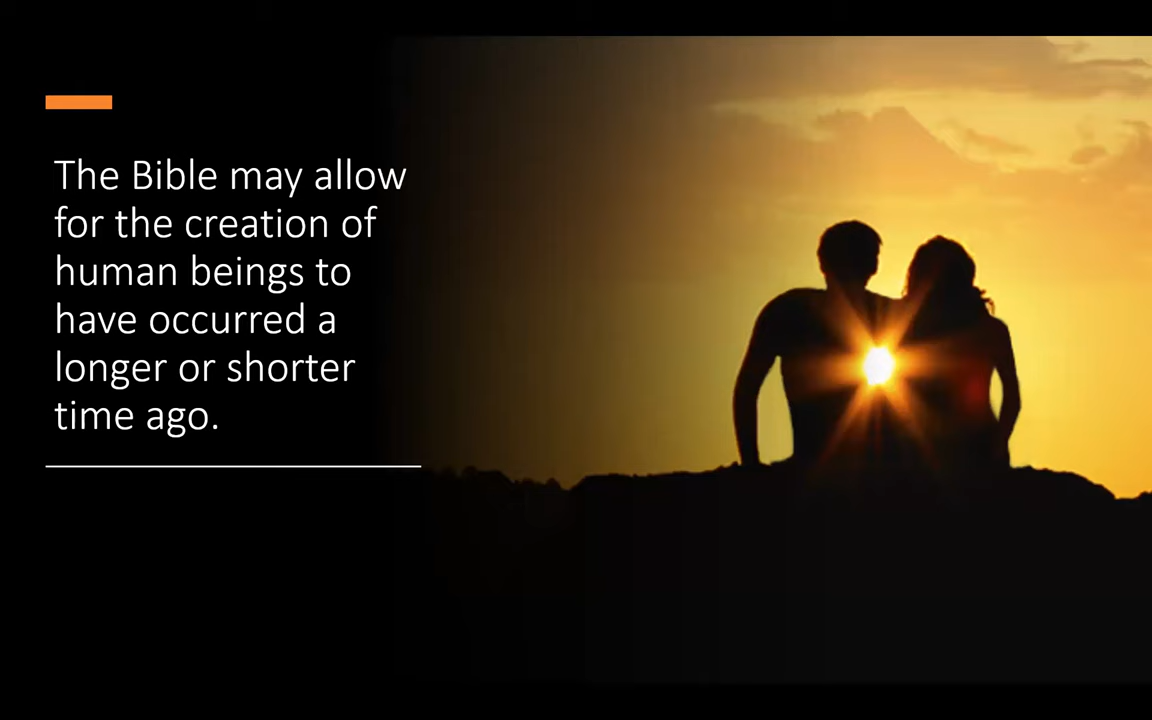 The Bible may allow
for the creation of
human beings to
have occurred a
longer or shorter
time ago.